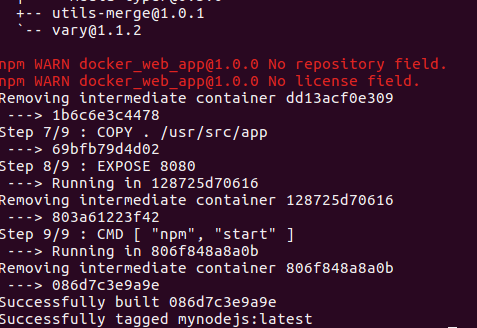 +-- utils-merge@1.0.1
`-- vary@1.1.2
npm WARN docker_web_app@1.0.0 No repository field.
npm WARN docker_web_app@1.0.0 No license field.
Removing intermediate container dd13acf0e309
---> 1b6c6e3c4478
Step 7/9 : COPY . /usr/src/app
---> 69bfb79d4d02
Step 8/9 : EXPOSE 8080
---> Running in 128725d70616
Removing intermediate container 128725d70616
---> 803a61223f42
Step 9/9 : CMD [ "npm", "start" ]
---> Running in 806f848a8a0b
Removing intermediate container 806f848a8a0b
---> 086d7c3e9a9e
Successfully built 086d7c3e9a9e
Successfully tagged mynodejs:latest